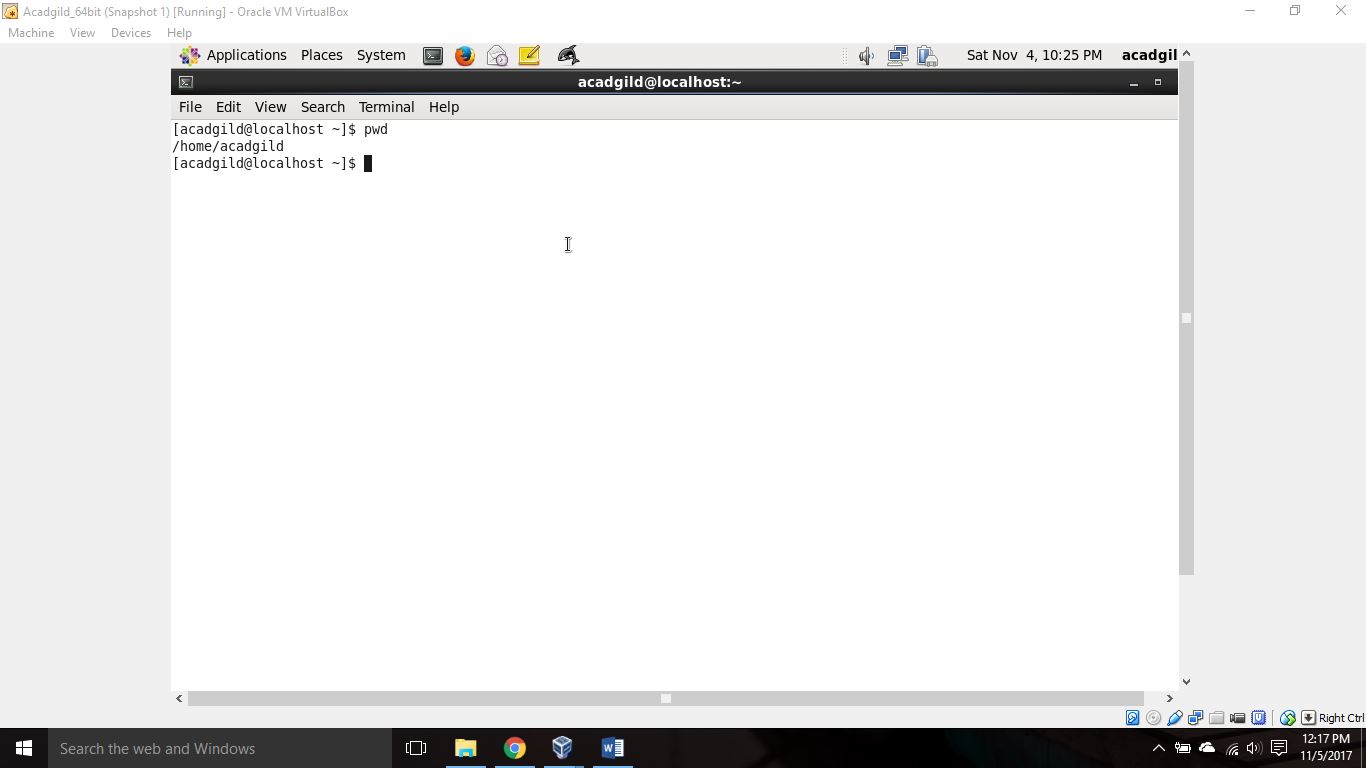 Acadgild_64bit (Snapshot 1) [Running] - Oracle VM VirtualBox
Machine View Devices Help
Applications Places System Sat Nov 4, 10:25 PM acadgil
acadgild@localhost:~
File Edit View Search Terminal Help
[acadgild@localhost ~]$ pwd
/home/acadgild
[acadgild@localhost ~]$
Right Ctrl
Search the web and Windows
12:17 PM
11/5/2017